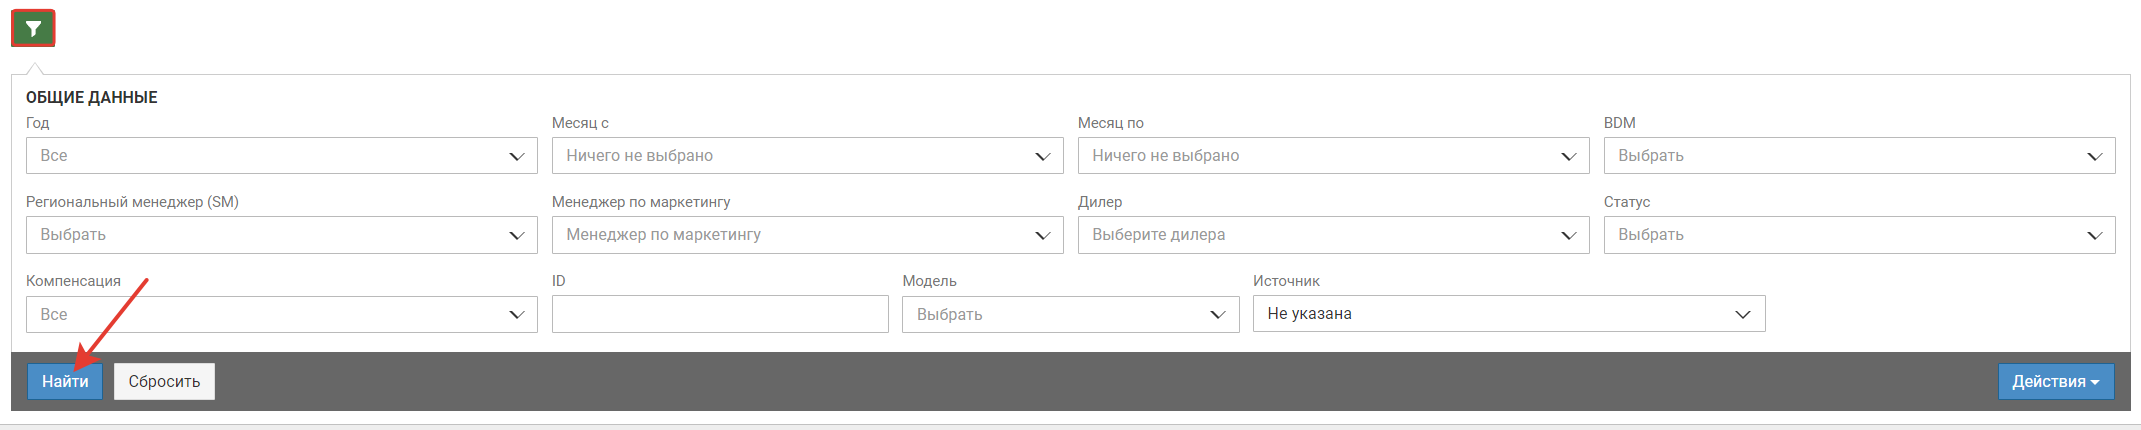 ОБЩИЕ ДАННЫЕ
Год Месяц с Месяц по BDM
Все Ничего не выбрано Ничего не выбрано Выбрать
Региональный менеджер (SM) Менеджер по маркетингу Дилер Статус
Выбрать Менеджер по маркетингу Выберите дилера Выбрать
Компенсация ID Модель Источник
Все Выбрать Не указана
Найти Сбросить Действия